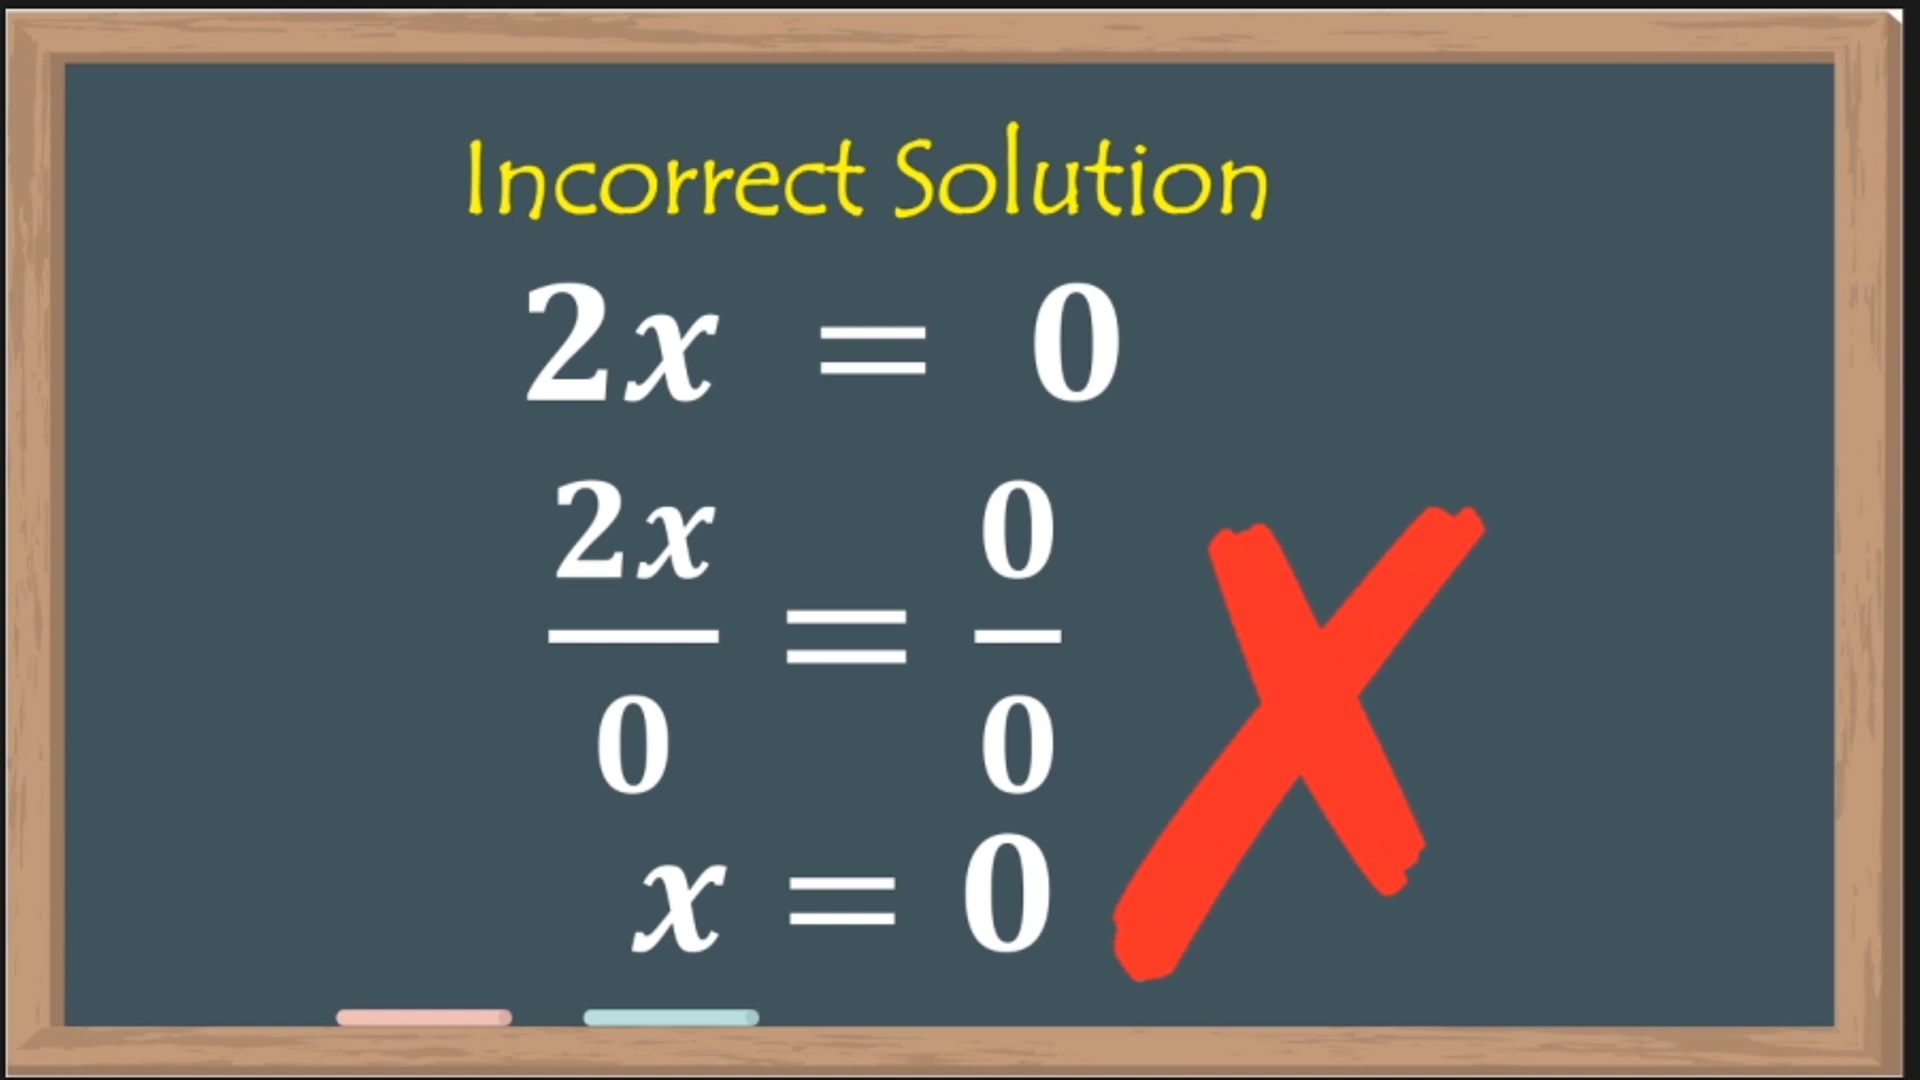 Incorrect Solution
2x = 0
2x/0 = 0/0
x = 0